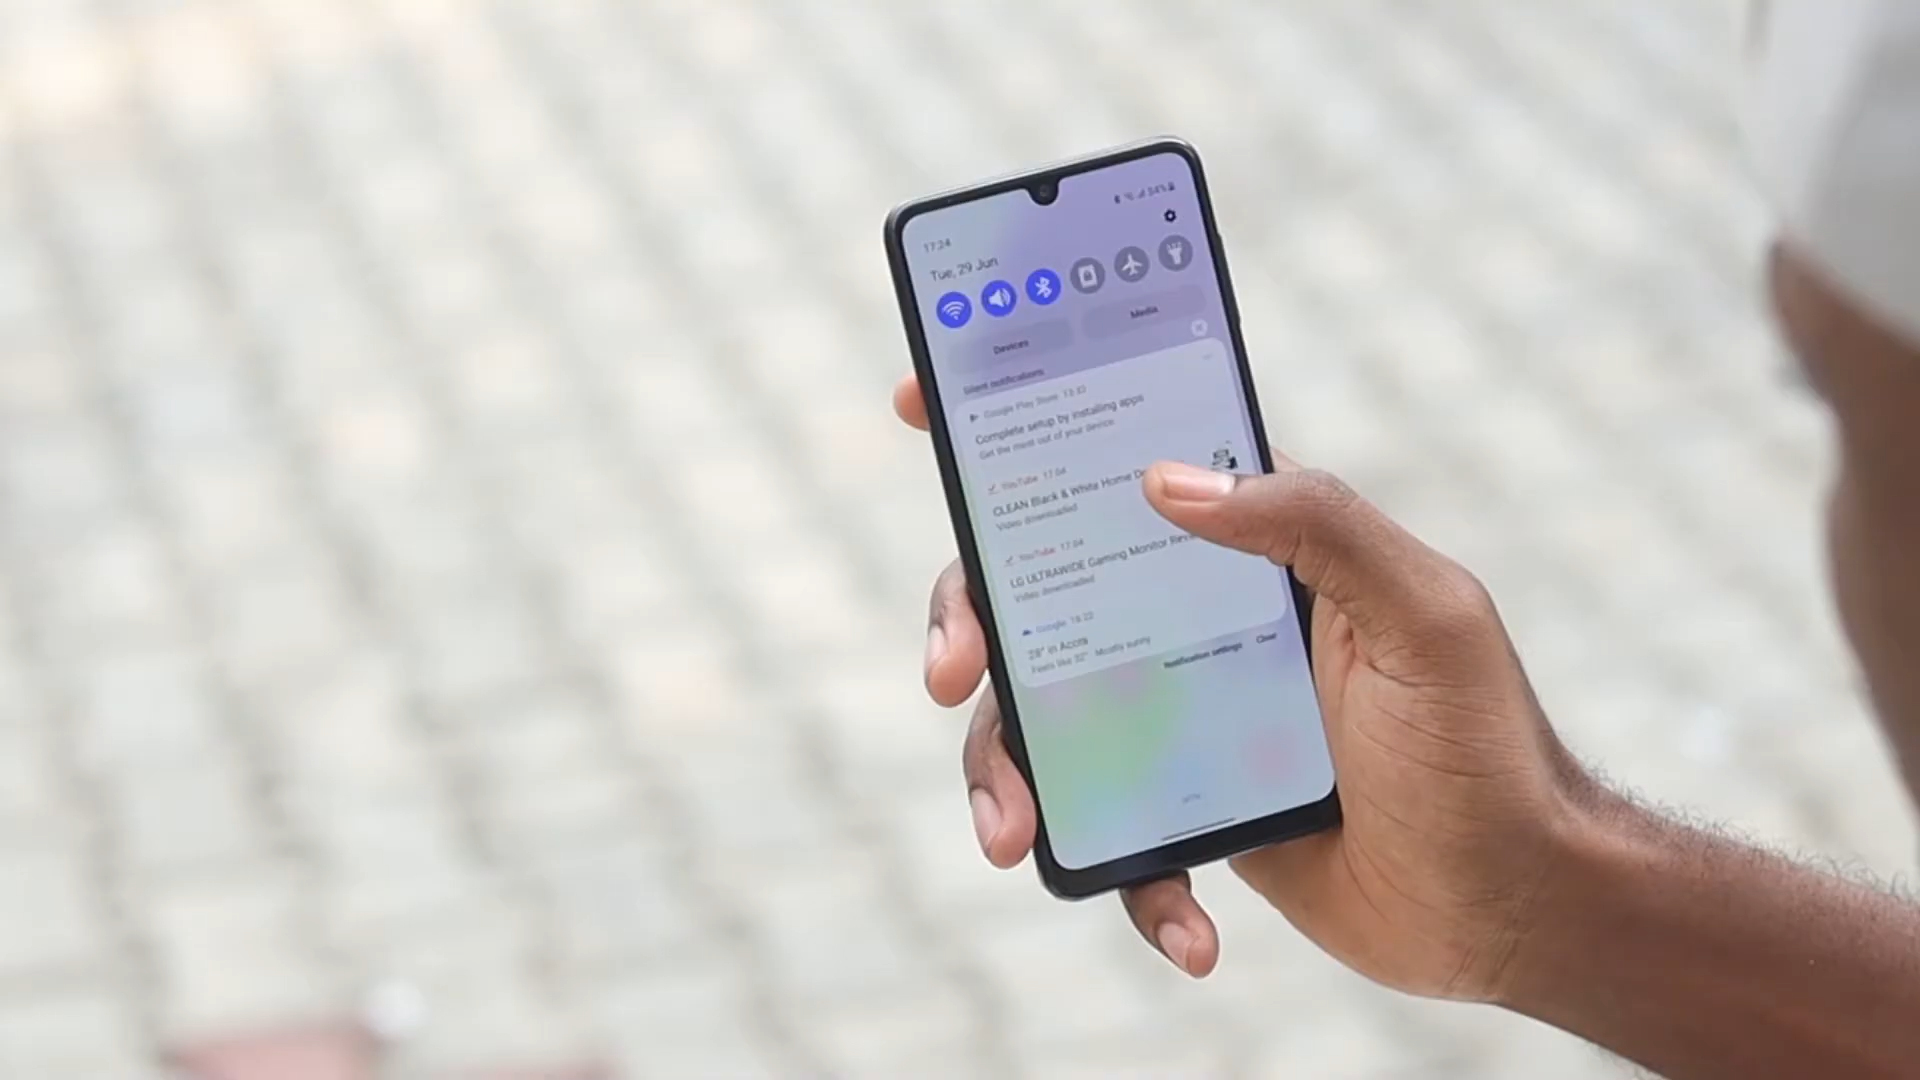 34%
17:24
Tue, 29 Jun
Devices
Media
Silent notifications
Google Play Store 13:33
Complete setup by installing apps
Get the most out of your device.
YouTube 17:04
CLEAN Black & White Home
Video downloaded
YouTube 17:04
LG ULTRAWIDE Gaming Monitor
Video downloaded
Google 16:22
28° in Accra
Feels like 32° · Mostly sunny
Notification settings
Clear
MTN